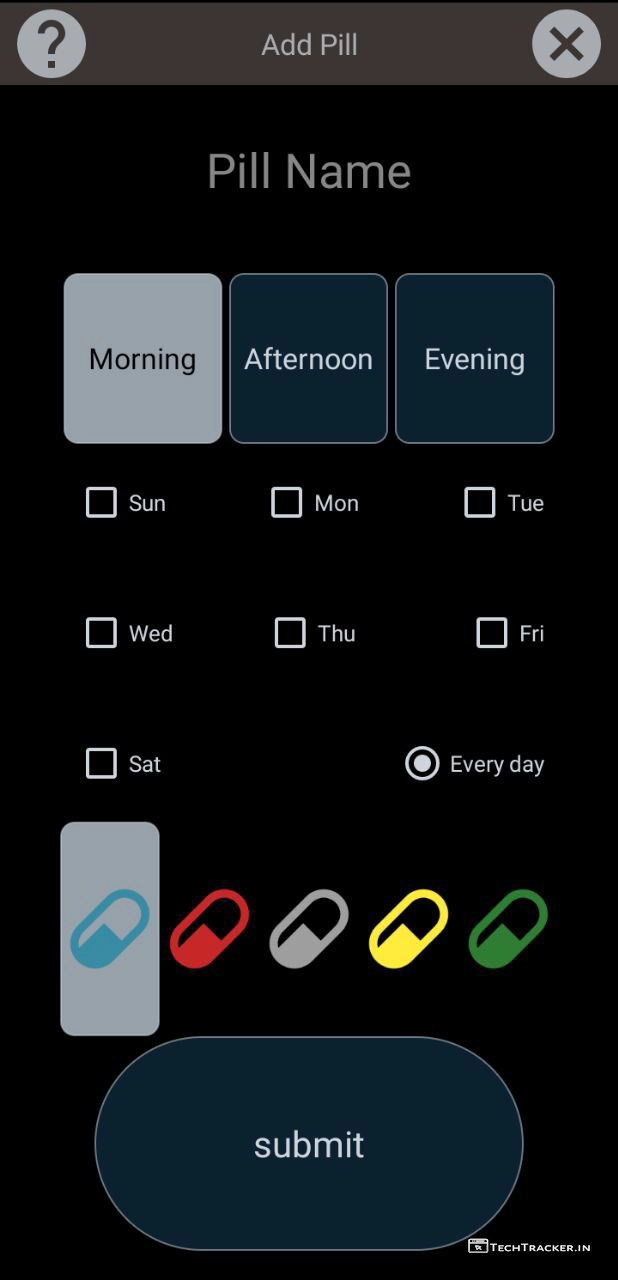 ? Add Pill
Pill Name
Morning Afternoon Evening
Sun Mon Tue
Wed Thu Fri
Sat Every day
submit
TECHTRACKER.IN